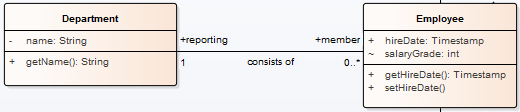 Department
- name: String
+ getName(): String
+reporting
1
consists of
+member
0..*
Employee
+ hireDate: Timestamp
~ salaryGrade: int
+ getHireDate(): Timestamp
+ setHireDate()